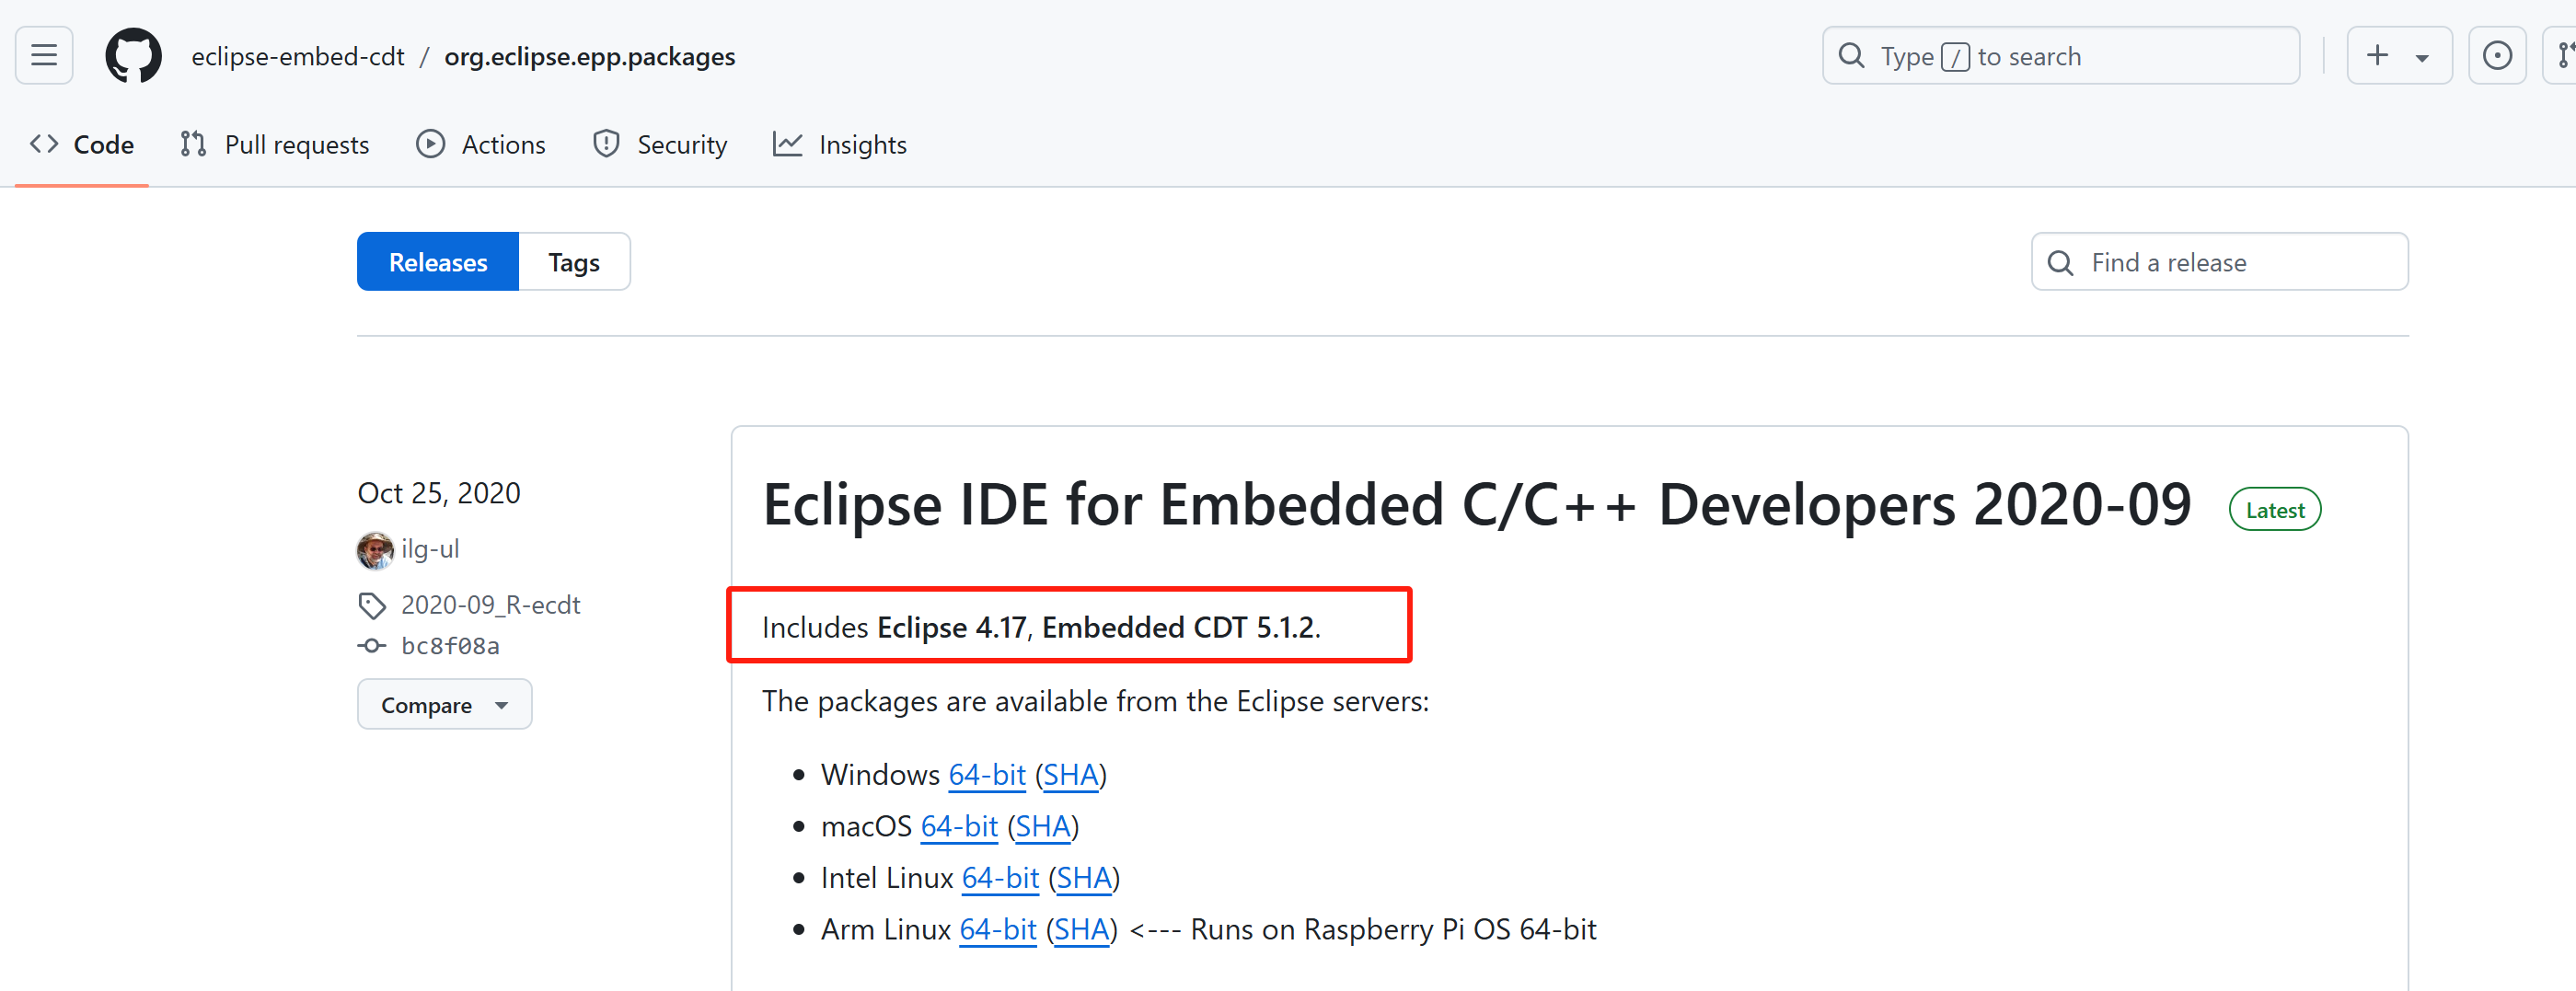 eclipse-embed-cdt / org.eclipse.epp.packages
Type / to search
Code Pull requests Actions Security Insights
Releases Tags
Find a release
Oct 25, 2020
ilg-ul
2020-09_R-ecdt
bc8f08a
Compare
Eclipse IDE for Embedded C/C++ Developers 2020-09 Latest
Includes Eclipse 4.17, Embedded CDT 5.1.2.
The packages are available from the Eclipse servers:
• Windows 64-bit (SHA)
• macOS 64-bit (SHA)
• Intel Linux 64-bit (SHA)
• Arm Linux 64-bit (SHA) <--- Runs on Raspberry Pi OS 64-bit